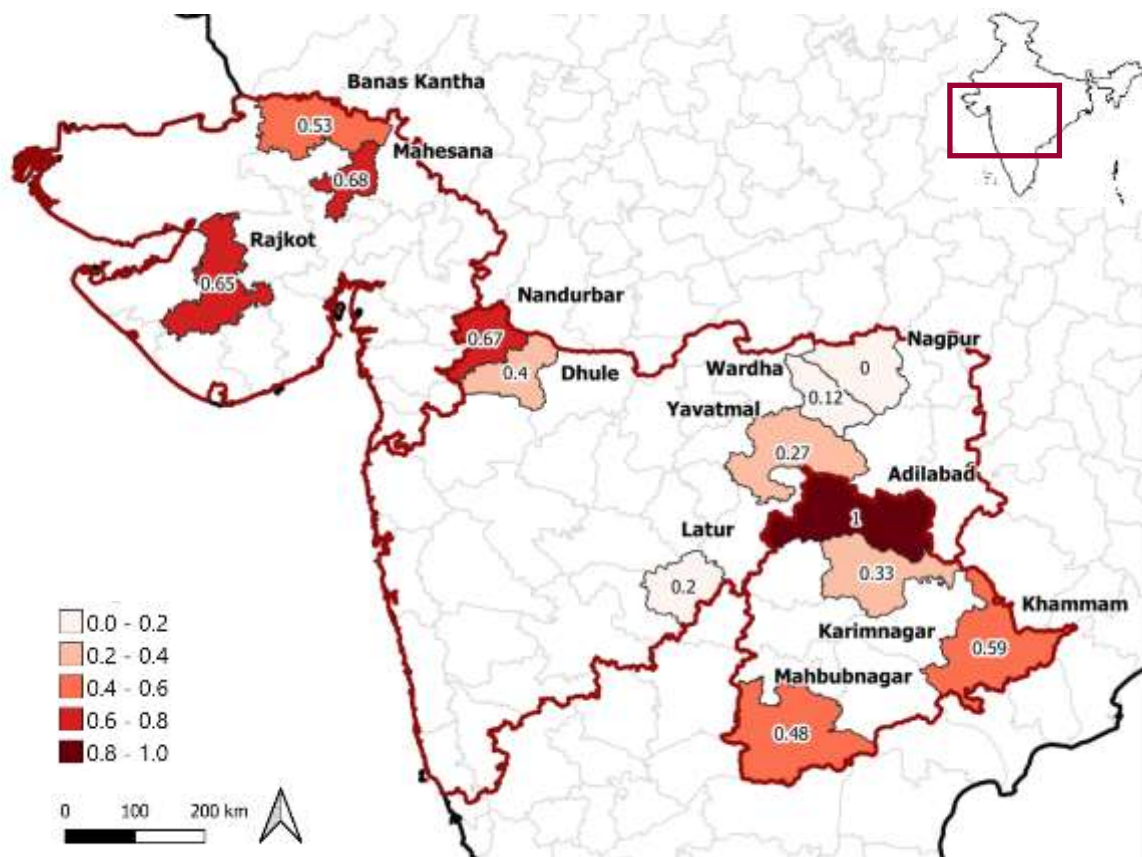 Banas Kantha
0.53
Mahesana
0.68
Rajkot
0.65
Nandurbar
0.67
Dhule
0.4
Nagpur
0
Wardha
0.12
Yavatmal
0.27
Adilabad
1
Latur
0.2
0.33
Karimnagar
Khammam
0.59
Mahbubnagar
0.48
0.0 - 0.2
0.2 - 0.4
0.4 - 0.6
0.6 - 0.8
0.8 - 1.0
0 100 200 km